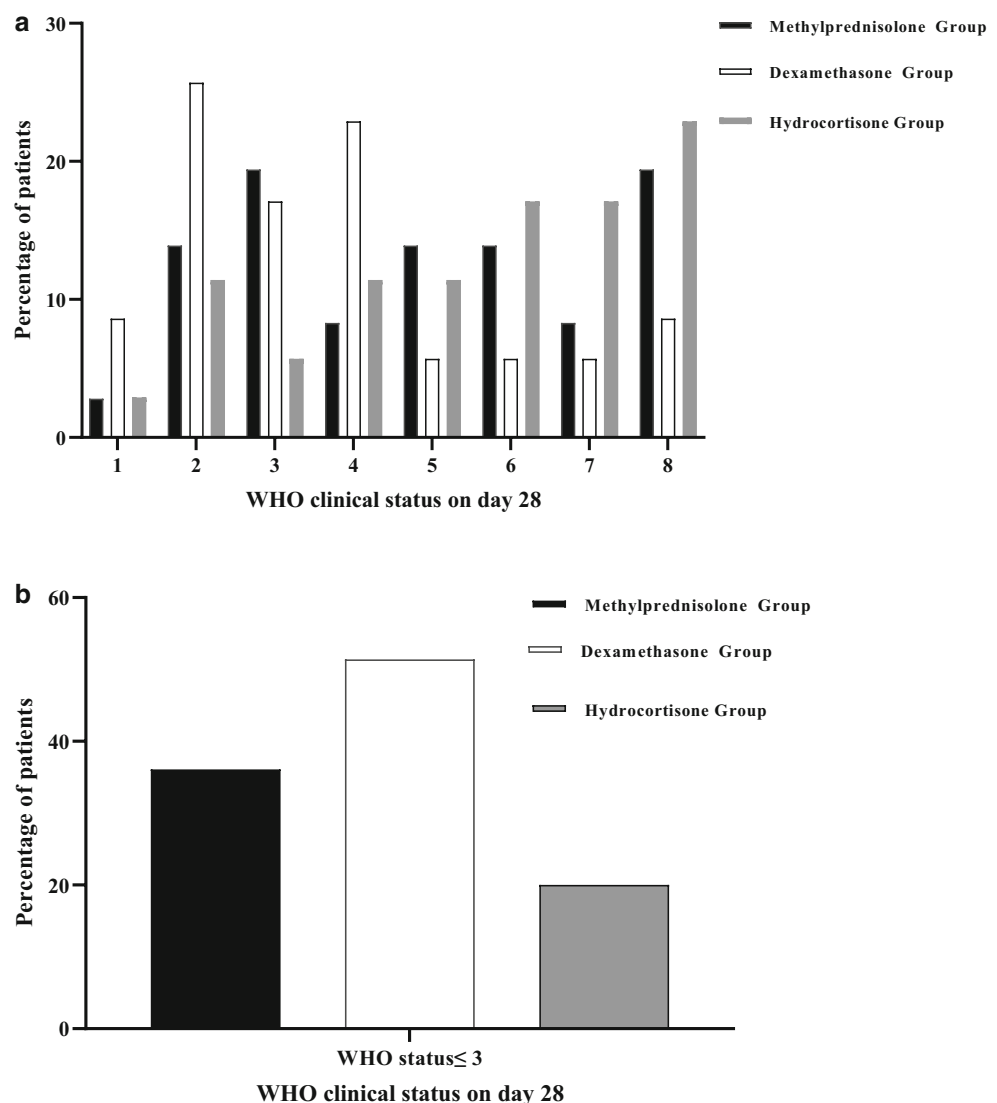 a
30
20
10
0
Percentage of patients
1 2 3 4 5 6 7 8
WHO clinical status on day 28
Methylprednisolone Group
Dexamethasone Group
Hydrocortisone Group
b
60
40
20
0
Percentage of patients
WHO status≤ 3
WHO clinical status on day 28
Methylprednisolone Group
Dexamethasone Group
Hydrocortisone Group